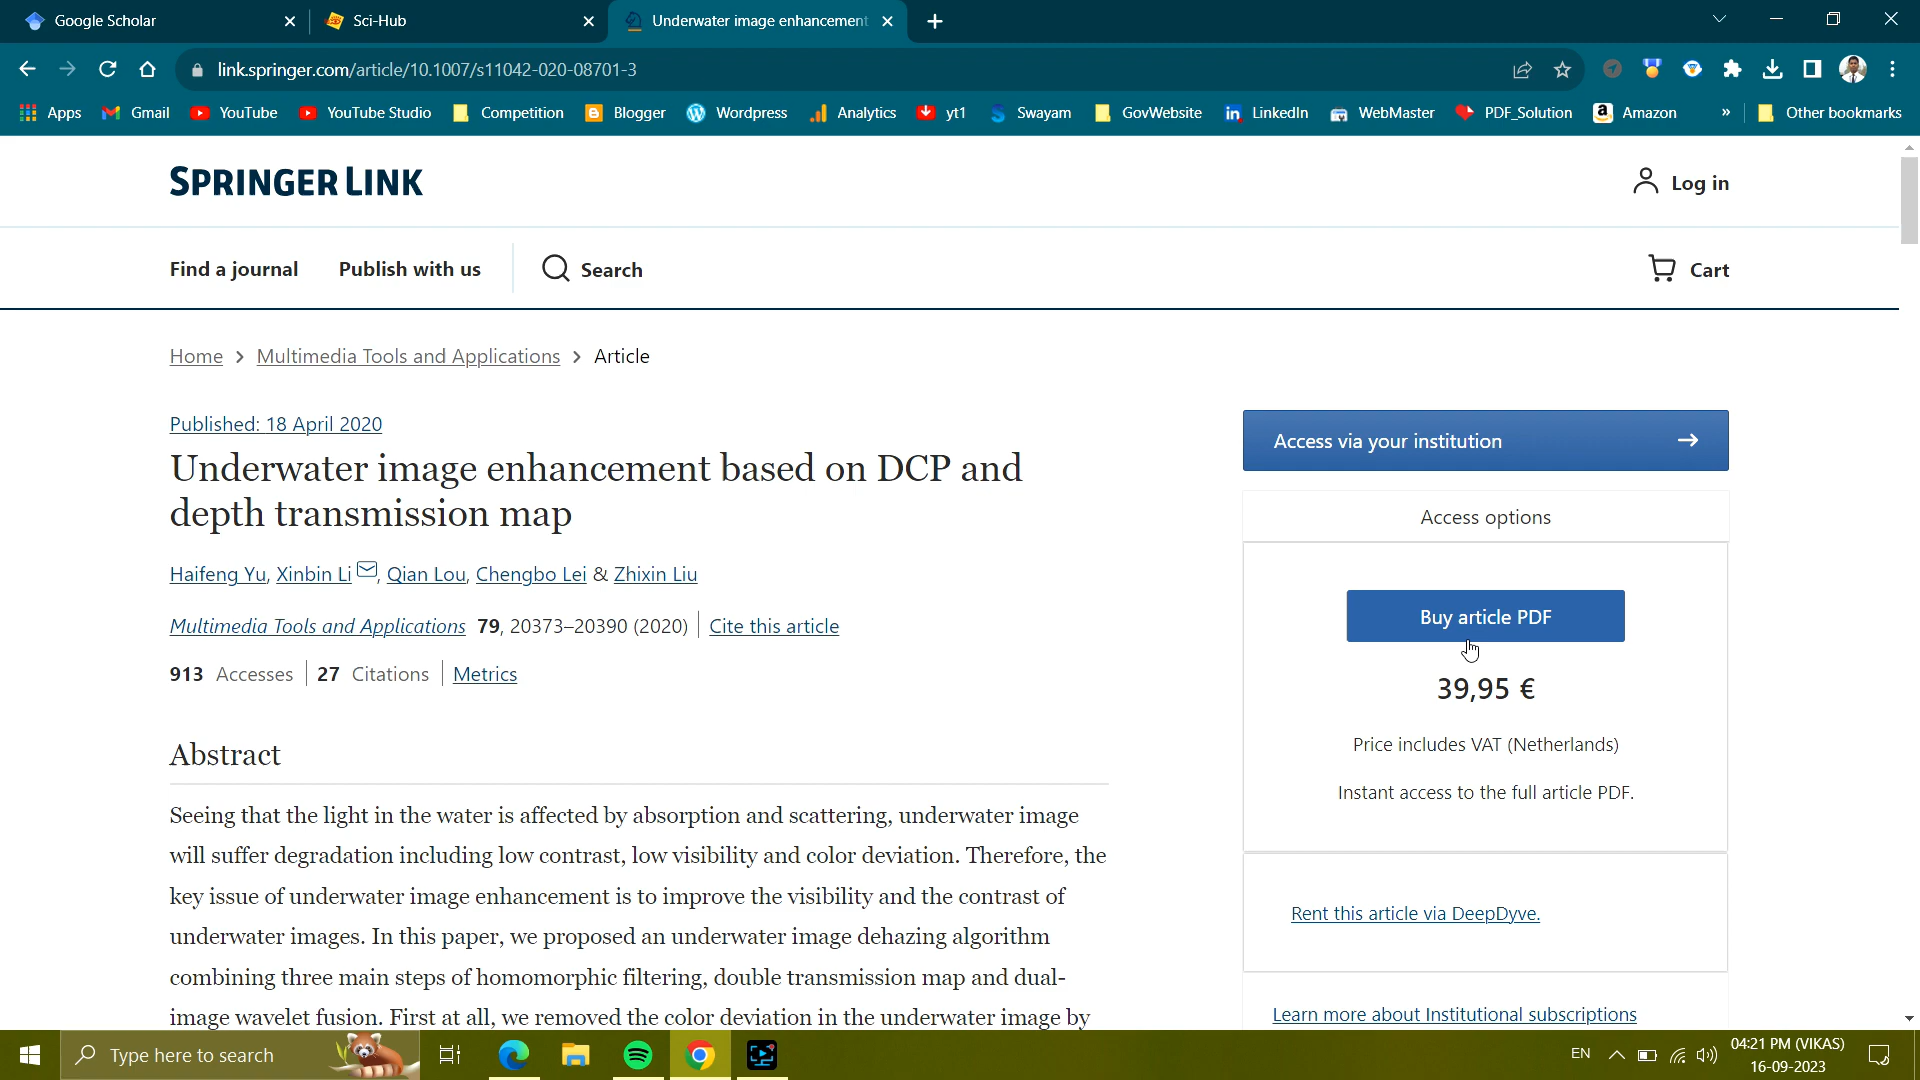 Google Scholar
Sci-Hub
Underwater image enhancement
link.springer.com/article/10.1007/s11042-020-08701-3
Apps Gmail YouTube YouTube Studio Competition Blogger Wordpress Analytics yt1 Swayam GovWebsite LinkedIn WebMaster PDF_Solution Amazon » Other bookmarks
SPRINGER LINK
Log in
Find a journal Publish with us Search Cart
Home > Multimedia Tools and Applications > Article
Published: 18 April 2020
Underwater image enhancement based on DCP and
depth transmission map
Haifeng Yu, Xinbin Li, Qian Lou, Chengbo Lei & Zhixin Liu
Multimedia Tools and Applications 79, 20373–20390 (2020) | Cite this article
913 Accesses | 27 Citations | Metrics
Abstract
Seeing that the light in the water is affected by absorption and scattering, underwater image
will suffer degradation including low contrast, low visibility and color deviation. Therefore, the
key issue of underwater image enhancement is to improve the visibility and the contrast of
underwater images. In this paper, we proposed an underwater image dehazing algorithm
combining three main steps of homomorphic filtering, double transmission map and dual-
image wavelet fusion. First at all, we removed the color deviation in the underwater image by
Access via your institution →
Access options
Buy article PDF
39,95 €
Price includes VAT (Netherlands)
Instant access to the full article PDF.
Rent this article via DeepDyve.
Learn more about Institutional subscriptions
Type here to search
EN
04:21 PM (VIKAS)
16-09-2023